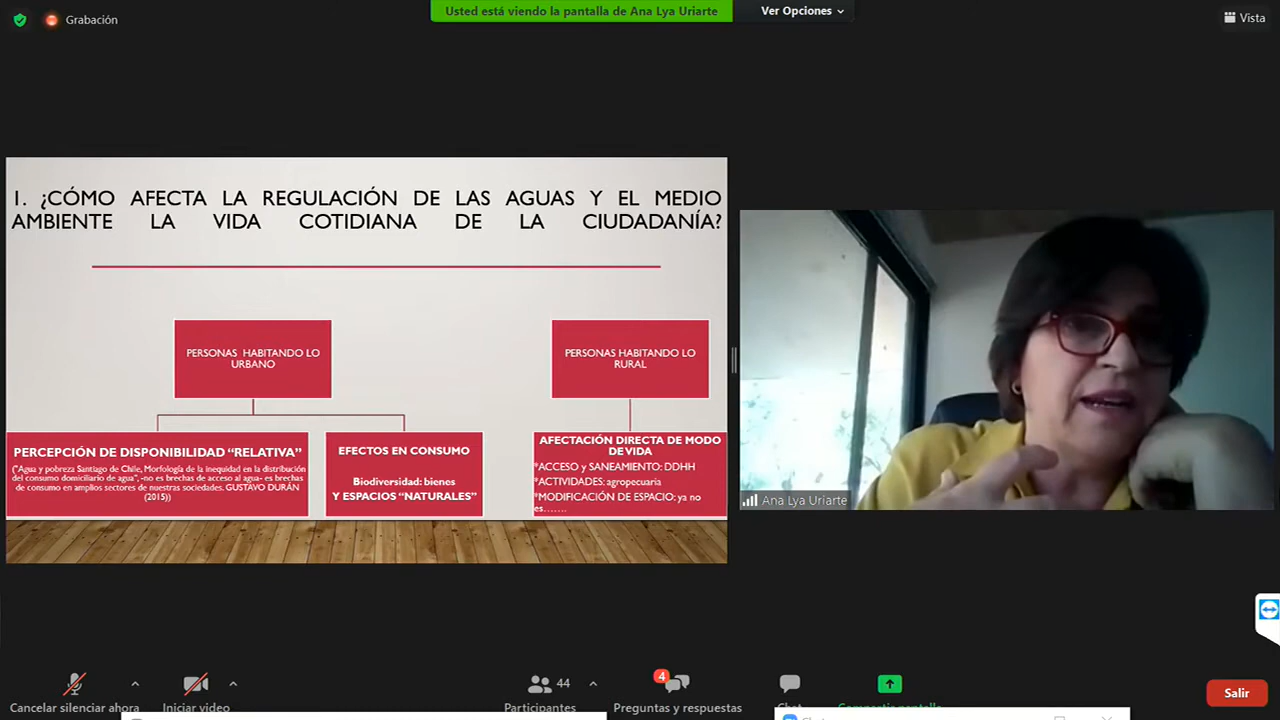 Grabación
Usted está viendo la pantalla de Ana Lya Uriarte
Ver Opciones
Vista
1. ¿CÓMO AFECTA LA REGULACIÓN DE LAS AGUAS Y EL MEDIO
AMBIENTE LA VIDA COTIDIANA DE LA CIUDADANÍA?
PERSONAS HABITANDO LO
URBANO
PERSONAS HABITANDO LO
RURAL
PERCEPCIÓN DE DISPONIBILIDAD “RELATIVA”
("Agua y pobreza Santiago de Chile, Morfología de la inequidad en la distribución
del consumo domiciliario de agua", -no es brechas de acceso al agua- es brechas
de consumo en amplios sectores de nuestras sociedades. GUSTAVO DURÁN
(2015))
EFECTOS EN CONSUMO
Biodiversidad: bienes
Y ESPACIOS “NATURALES”
AFECTACIÓN DIRECTA DE MODO
DE VIDA
*ACCESO y SANEAMIENTO: DDHH
*ACTIVIDADES: agropecuaria
*MODIFICACIÓN DE ESPACIO: ya no
es.......
Ana Lya Uriarte
Cancelar silenciar ahora
Iniciar video
44
Participantes
4
Preguntas y respuestas
Chat
Compartir pantalla
Salir